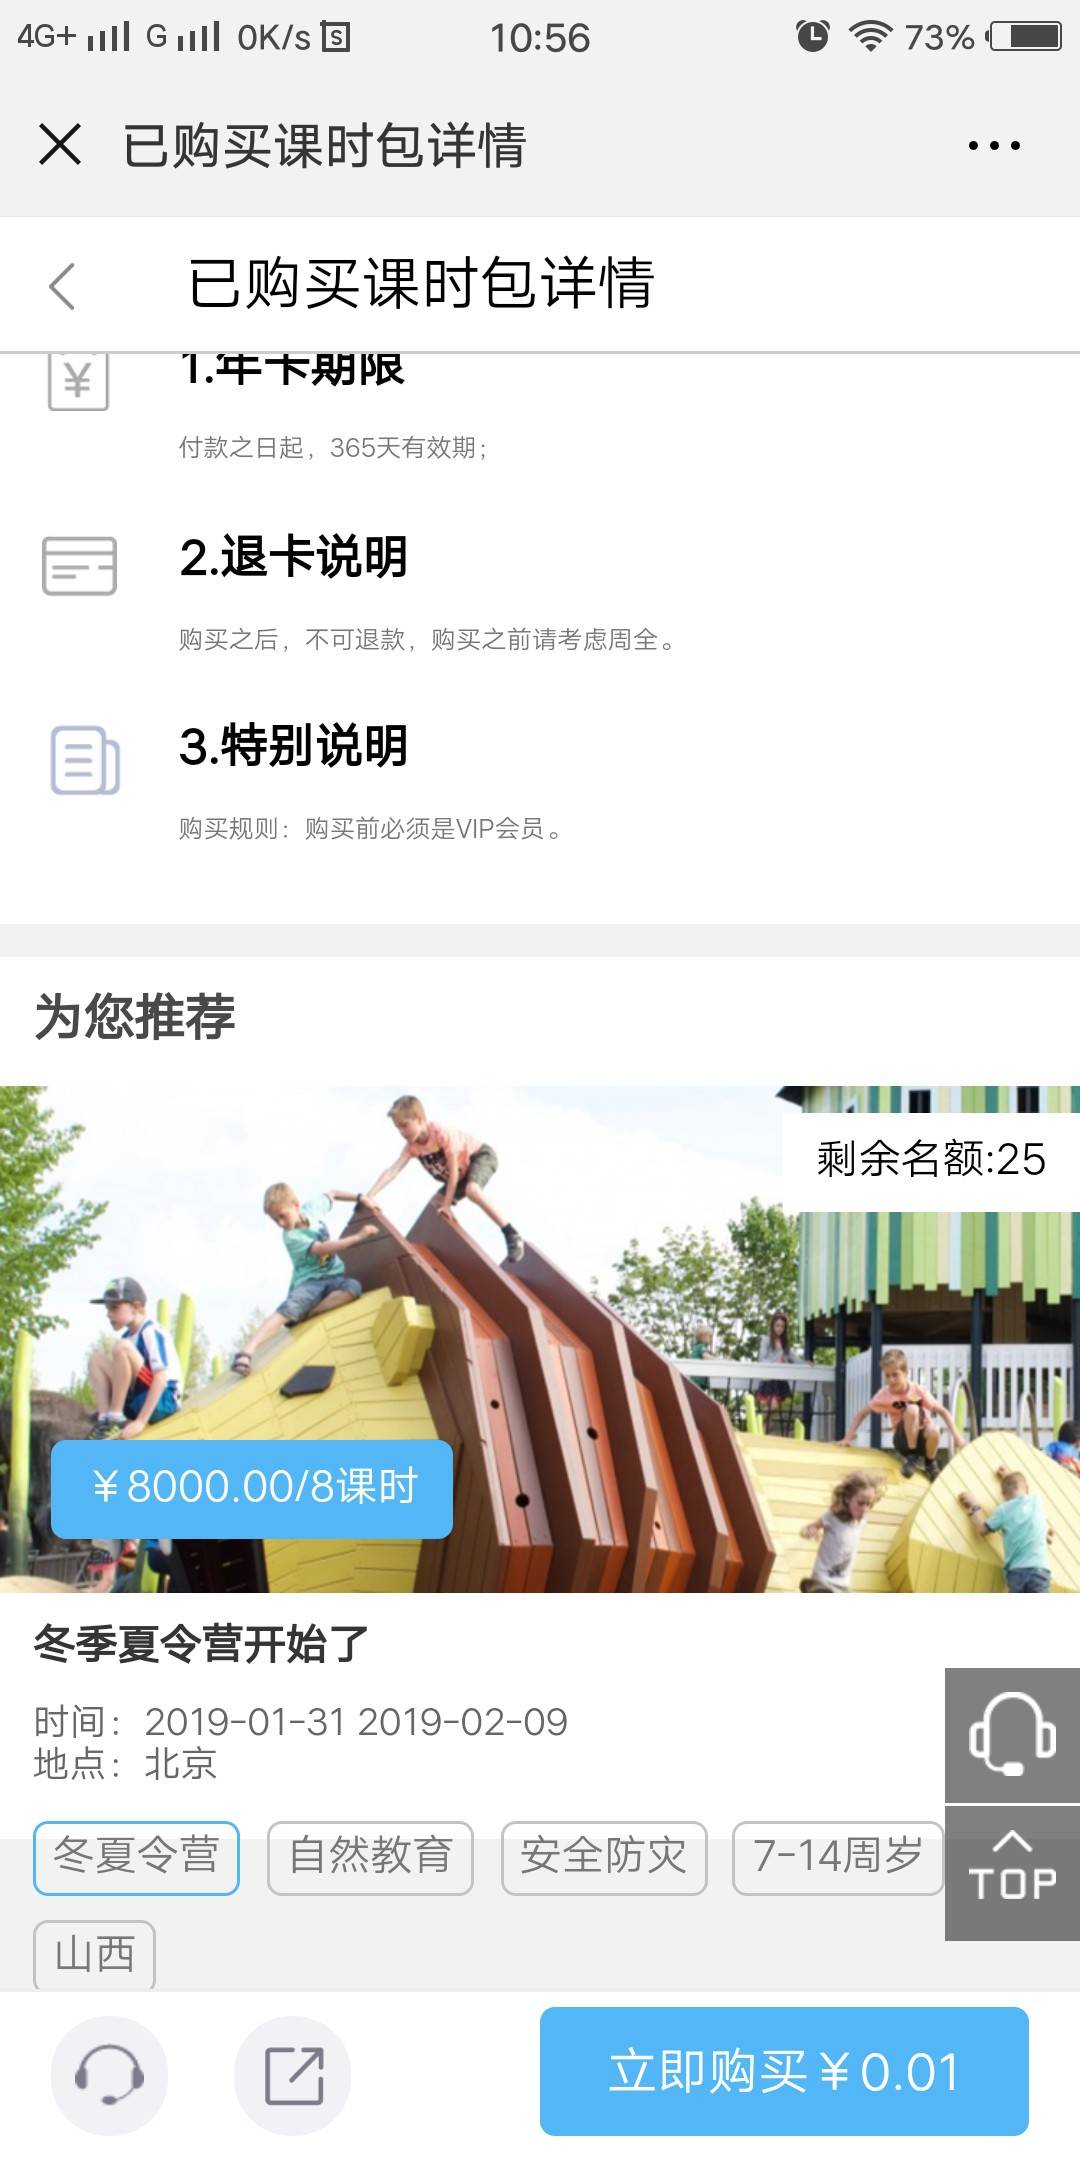 4G+ G 0K/s S 10:56 73%
已购买课时包详情
已购买课时包详情
1.年卡期限
付款之日起，365天有效期；
2.退卡说明
购买之后，不可退款，购买之前请考虑周全。
3.特别说明
购买规则：购买前必须是VIP会员。
为您推荐
剩余名额:25
￥8000.00/8课时
冬季夏令营开始了
时间：2019-01-31 2019-02-09
地点：北京
冬夏令营 自然教育 安全防灾 7-14周岁
TOP
山西
立即购买￥0.01